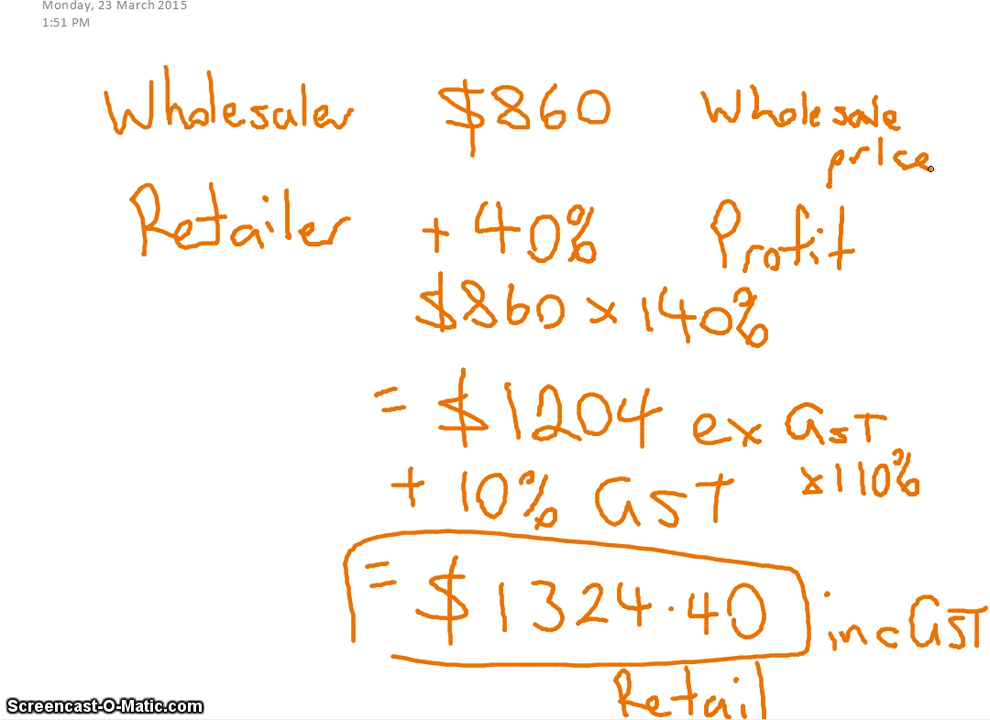 Monday, 23 March 2015
1:51 PM
Wholesaler $860 Wholesale
price
Retailer + 40% Profit
$860 x 140%
= $1204 ex GST
+ 10% GST x110%
= $1324.40 inc GST
Retail
Screencast-O-Matic.com